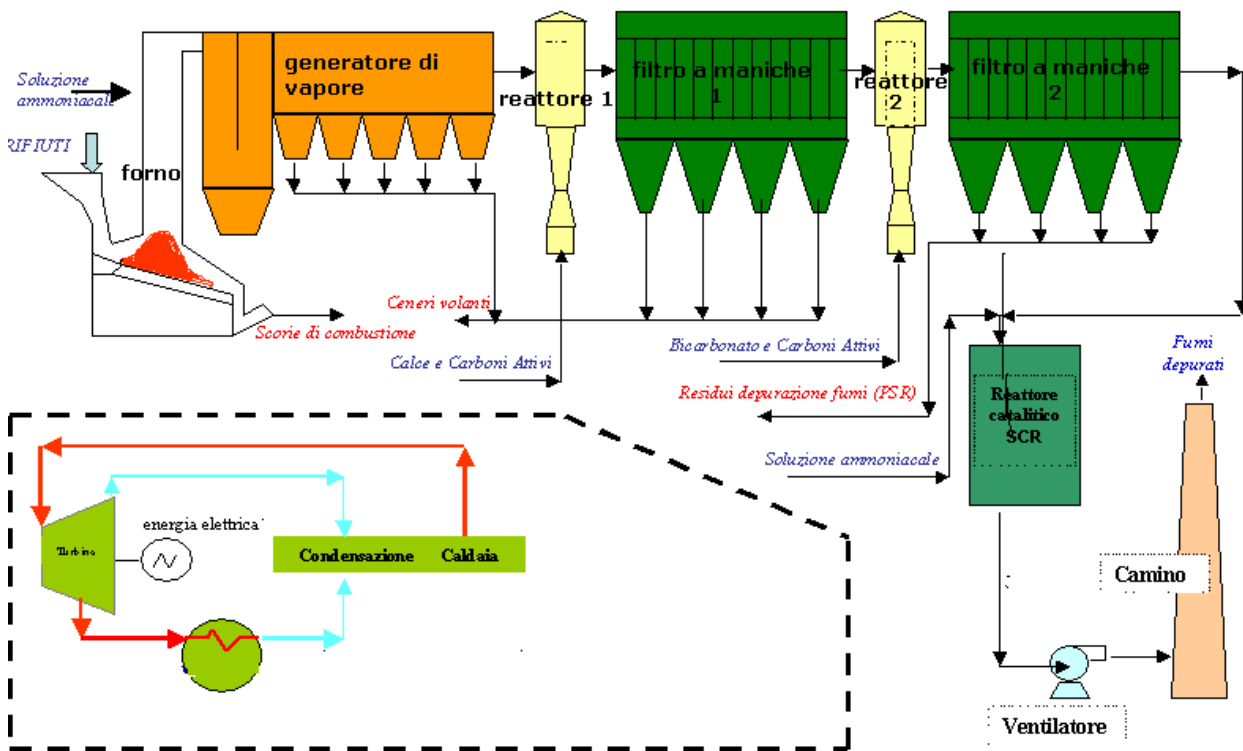 Soluzione
ammoniacale
RIFIUTI
forno
generatore di
vapore
reattore 1
filtro a maniche
1
reattore
2
filtro a maniche
2
Ceneri volanti
Scorie di combustione
Calce e Carboni Attivi
Bicarbonato e Carboni Attivi
Residui depurazione fumi (PSR)
Soluzione ammoniacale
Reattore
catalitico
SCR
Fumi
depurati
Camino
Ventilatore
Turbina
energia elettrica
Condensazione Caldaia